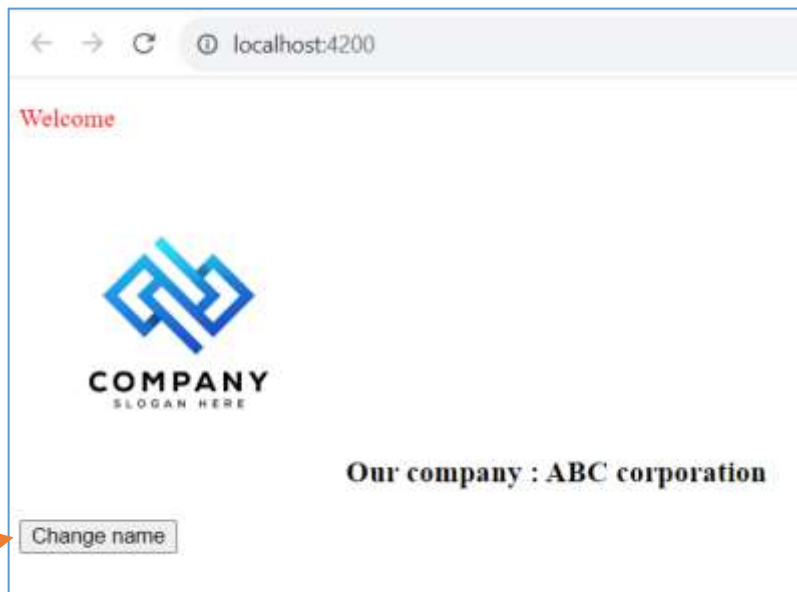 localhost:4200
Welcome
COMPANY
SLOGAN HERE
Our company : ABC corporation
Change name